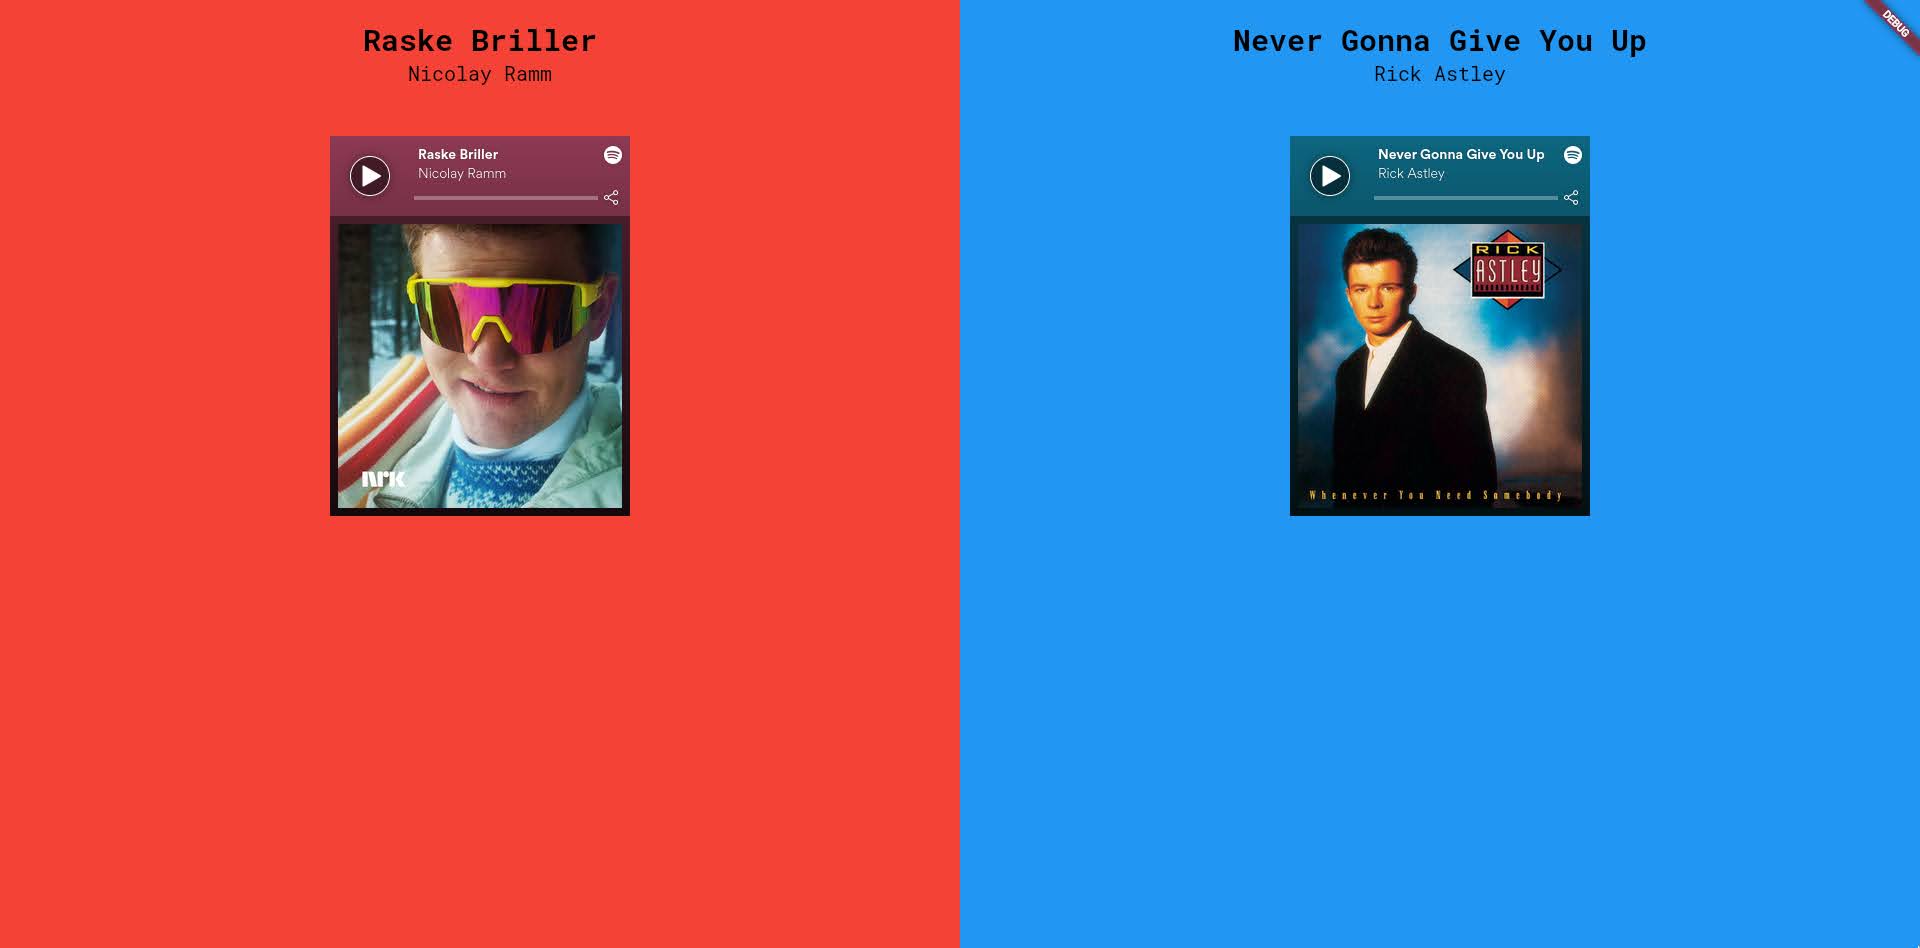 Raske Briller
Nicolay Ramm
Raske Briller
Nicolay Ramm
nrk
Never Gonna Give You Up
Rick Astley
Never Gonna Give You Up
Rick Astley
RICK
ASTLEY
Whenever You Need Somebody
DEBUG